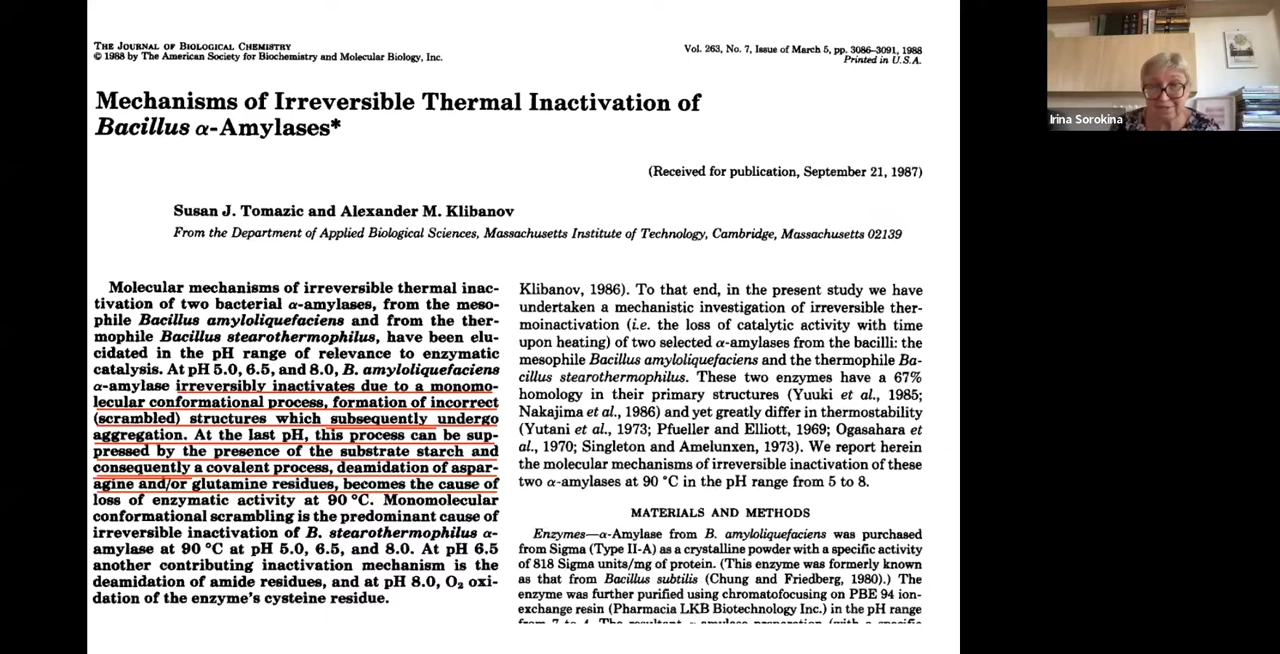 THE JOURNAL OF BIOLOGICAL CHEMISTRY
© 1988 by The American Society for Biochemistry and Molecular Biology, Inc.
Vol. 263, No. 7, Issue of March 5, pp. 3086–3091, 1988
Printed in U.S.A.
Mechanisms of Irreversible Thermal Inactivation of
Bacillus α-Amylases*
(Received for publication, September 21, 1987)
Susan J. Tomazic and Alexander M. Klibanov
From the Department of Applied Biological Sciences, Massachusetts Institute of Technology, Cambridge, Massachusetts 02139
Molecular mechanisms of irreversible thermal inac-
tivation of two bacterial α-amylases, from the meso-
phile Bacillus amyloliquefaciens and from the ther-
mophile Bacillus stearothermophilus, have been elu-
cidated in the pH range of relevance to enzymatic
catalysis. At pH 5.0, 6.5, and 8.0, B. amyloliquefaciens
α-amylase irreversibly inactivates due to a monomo-
lecular conformational process, formation of incorrect
(scrambled) structures which subsequently undergo
aggregation. At the last pH, this process can be sup-
pressed by the presence of the substrate starch and
consequently a covalent process, deamidation of aspar-
agine and/or glutamine residues, becomes the cause of
loss of enzymatic activity at 90 °C. Monomolecular
conformational scrambling is the predominant cause of
irreversible inactivation of B. stearothermophilus α-
amylase at 90 °C at pH 5.0, 6.5, and 8.0. At pH 6.5
another contributing inactivation mechanism is the
deamidation of amide residues, and at pH 8.0, O₂ oxi-
dation of the enzyme's cysteine residue.
Klibanov, 1986). To that end, in the present study we have
undertaken a mechanistic investigation of irreversible ther-
moinactivation (i.e. the loss of catalytic activity with time
upon heating) of two selected α-amylases from the bacilli: the
mesophile Bacillus amyloliquefaciens and the thermophile Ba-
cillus stearothermophilus. These two enzymes have a 67%
homology in their primary structures (Yuuki et al., 1985;
Nakajima et al., 1986) and yet greatly differ in thermostability
(Yutani et al., 1973; Pfueller and Elliott, 1969; Ogasahara et
al., 1970; Singleton and Amelunxen, 1973). We report herein
the molecular mechanisms of irreversible inactivation of these
two α-amylases at 90 °C in the pH range from 5 to 8.
MATERIALS AND METHODS
Enzymes—α-Amylase from B. amyloliquefaciens was purchased
from Sigma (Type II-A) as a crystalline powder with a specific activity
of 818 Sigma units/mg of protein. (This enzyme was formerly known
as that from Bacillus subtilis (Chung and Friedberg, 1980).) The
enzyme was further purified using chromatofocusing on PBE 94 ion-
exchange resin (Pharmacia LKB Biotechnology Inc.) in the pH range
from 7 to 4. The resultant α-amylase preparation (with a specific
Irina Sorokina